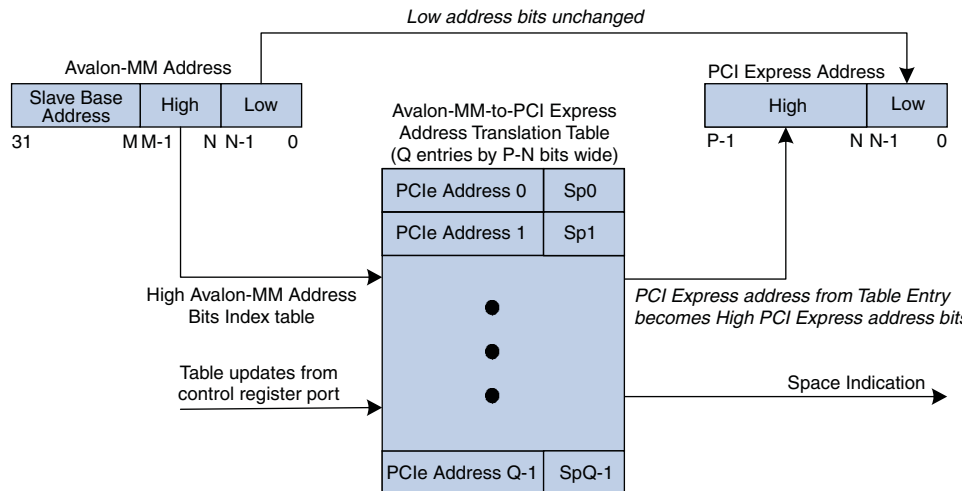 Low address bits unchanged
Avalon-MM Address
PCI Express Address
Slave Base
Address
High
Low
High
Low
31
M
M-1
N
N-1
0
P-1
N
N-1
0
Avalon-MM-to-PCI Express
Address Translation Table
(Q entries by P-N bits wide)
PCIe Address 0
Sp0
PCIe Address 1
Sp1
High Avalon-MM Address
Bits Index table
PCI Express address from Table Entry
becomes High PCI Express address bits
Table updates from
control register port
Space Indication
PCIe Address Q-1
SpQ-1